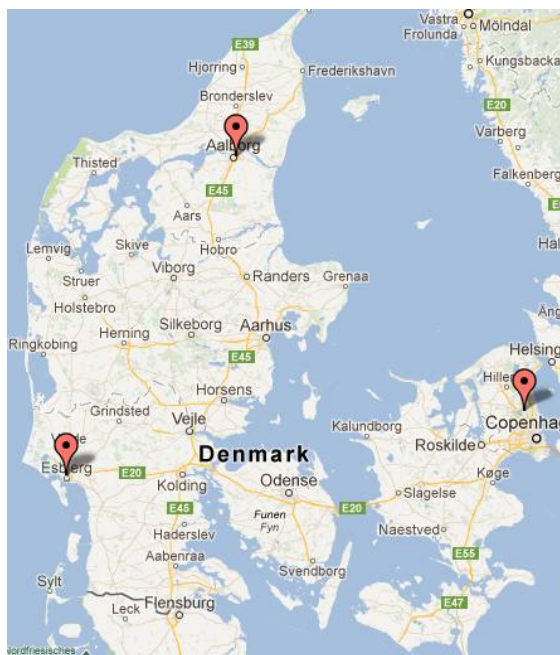 Vastra
Frolunda
Mölndal
E39
Hjorring
Frederikshavn
Kungsbacka
Bronderslev
E20
Aalborg
Varberg
Thisted
E45
Falkenberg
Aars
Hobro
Lemvig
Skive
Viborg
Randers
Grenaa
Struer
Holstebro
Silkeborg
Aarhus
Herning
Ringkobing
E45
Helsing
Hiller
Horsens
Grindsted
Vejle
Kalundborg
Copenhag
Roskilde
Denmark
Esbjerg
E20
Kolding
Odense
Køge
Slagelse
E45
Funen
Fyn
E20
Naestved
Haderslev
E55
Aabenraa
Svendborg
Sylt
E47
Leck
Flensburg
Nordfriesisches